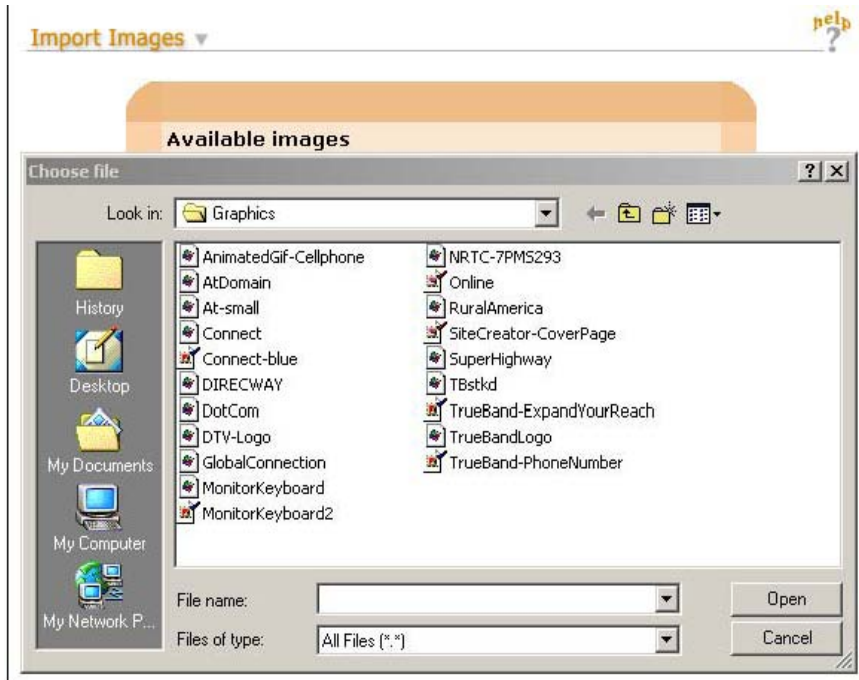 help
?
Import Images
Available images
Choose file
? X
Look in: Graphics
History
Desktop
My Documents
My Computer
My Network P...
AnimatedGif-Cellphone
AtDomain
At-small
Connect
Connect-blue
DIRECWAY
DotCom
DTV-Logo
GlobalConnection
MonitorKeyboard
MonitorKeyboard2
NRTC-7PMS293
Online
RuralAmerica
SiteCreator-CoverPage
SuperHighway
TBstkd
TrueBand-ExpandYourReach
TrueBandLogo
TrueBand-PhoneNumber
File name:
Open
Files of type: All Files (*.*)
Cancel